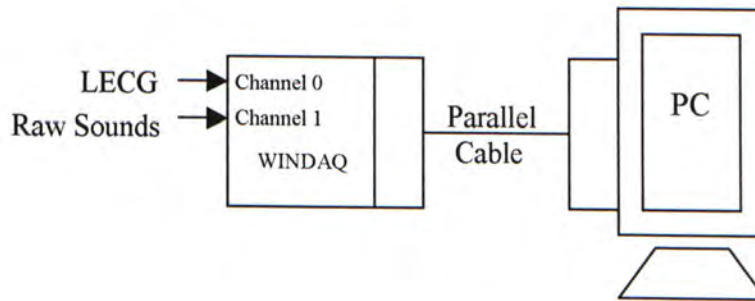 LECG
Raw Sounds
Channel 0
Channel 1
WINDAQ
Parallel
Cable
PC